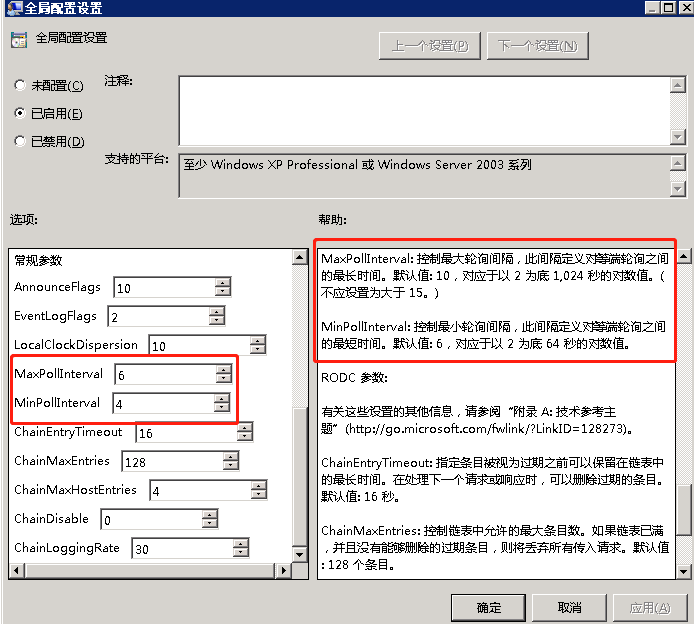 全局配置设置
全局配置设置
上一个设置(P)
下一个设置(N)
未配置(C)
注释:
已启用(E)
已禁用(D)
支持的平台:
至少 Windows XP Professional 或 Windows Server 2003 系列
选项:
帮助:
常规参数
AnnounceFlags 10
EventLogFlags 2
LocalClockDispersion 10
MaxPollInterval 6
MinPollInterval 4
ChainEntryTimeout 16
ChainMaxEntries 128
ChainMaxHostEntries 4
ChainDisable 0
ChainLoggingRate 30
MaxPollInterval: 控制最大轮询间隔，此间隔定义对等端轮询之间
的最长时间。默认值: 10，对应于以 2 为底 1,024 秒的对数值。(
不应设置为大于 15。)
MinPollInterval: 控制最小轮询间隔，此间隔定义对等端轮询之间
的最短时间。默认值: 6，对应于以 2 为底 64 秒的对数值。
RODC 参数:
有关这些设置的其他信息，请参阅 “附录 A: 技术参考主
题” (http://go.microsoft.com/fwlink/?LinkID=128273)。
ChainEntryTimeout: 指定条目被视为过期之前可以保留在链表中
的最长时间。在处理下一个请求或响应时，可以删除过期的条目。
默认值: 16 秒。
ChainMaxEntries: 控制链表中允许的最大条目数。如果链表已满
，并且没有能够删除的过期条目，则将丢弃所有传入请求。默认值
: 128 个条目。
确定
取消
应用(A)